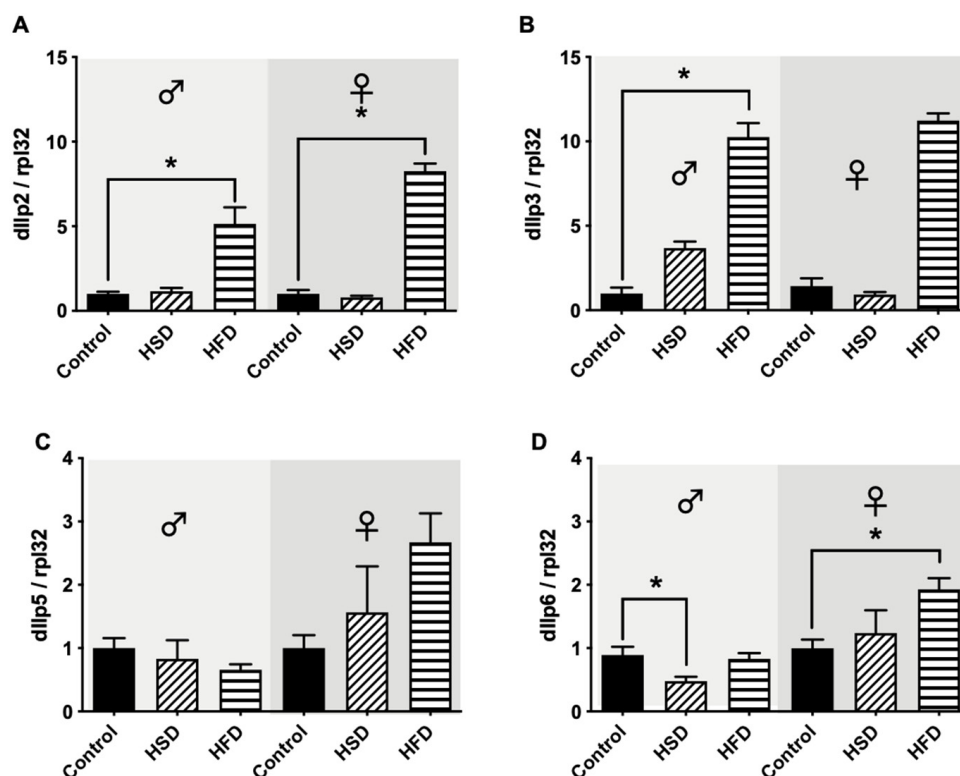 A
dIlp2 / rpl32
15
10
5
0
♂
♀
*
*
Control
HSD
HFD
Control
HSD
HFD
B
dIlp3 / rpl32
15
10
5
0
*
♂
♀
Control
HSD
HFD
Control
HSD
HFD
C
dIlp5 / rpl32
4
3
2
1
0
♂
♀
Control
HSD
HFD
Control
HSD
HFD
D
dIlp6 / rpl32
4
3
2
1
0
♂
♀
*
*
Control
HSD
HFD
Control
HSD
HFD